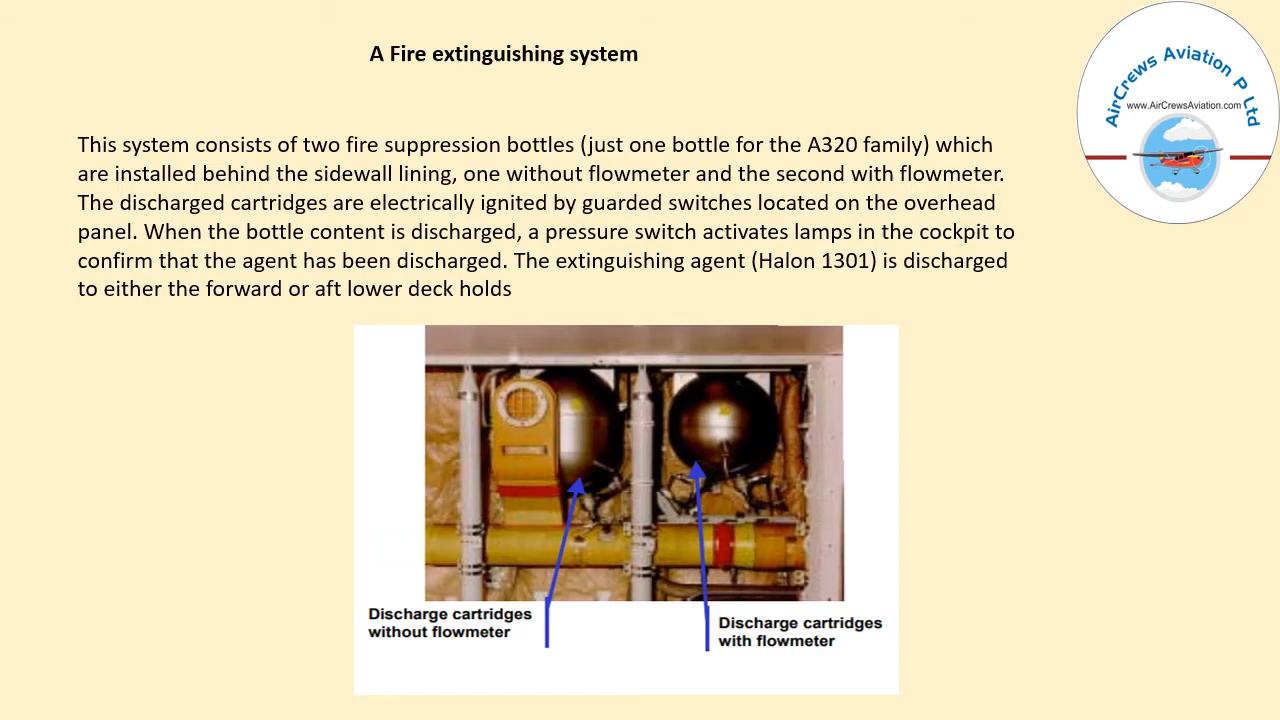 A Fire extinguishing system
AirCrews Aviation P Ltd
www.AirCrewsAviation.com
This system consists of two fire suppression bottles (just one bottle for the A320 family) which
are installed behind the sidewall lining, one without flowmeter and the second with flowmeter.
The discharged cartridges are electrically ignited by guarded switches located on the overhead
panel. When the bottle content is discharged, a pressure switch activates lamps in the cockpit to
confirm that the agent has been discharged. The extinguishing agent (Halon 1301) is discharged
to either the forward or aft lower deck holds
Discharge cartridges
without flowmeter
Discharge cartridges
with flowmeter